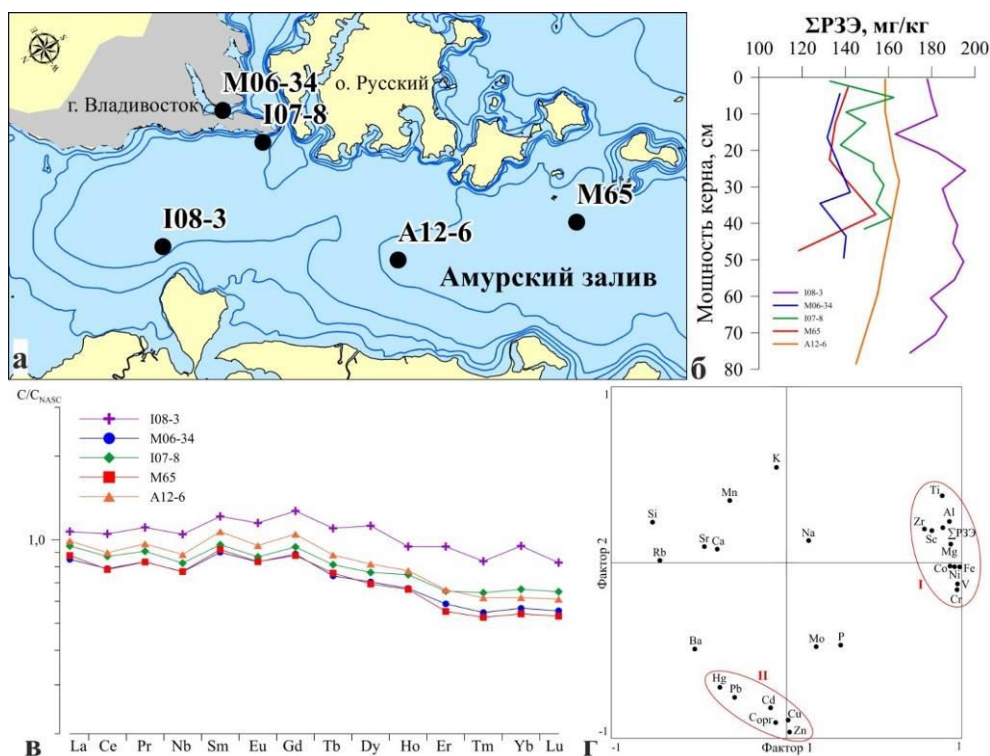 N
E
S
W
г. Владивосток
M06-34
I07-8
о. Русский
I08-3
A12-6
M65
Амурский залив
а
ΣРЗЭ, мг/кг
100 120 140 160 180 200
Мощность керна, см
0
10
20
30
40
50
60
70
80
I08-3
M06-34
I07-8
M65
A12-6
б
C/C_NASC
I08-3
M06-34
I07-8
M65
A12-6
1,0
La Ce Pr Nb Sm Eu Gd Tb Dy Ho Er Tm Yb Lu
в
1
Фактор 2
K
Ti
Mn
Si
Al
Zr
ΣРЗЭ
Sc
Na
Sr
Ca
Mg
Rb
Co
Fe
Ni
V
I
Cr
Mo
P
Ba
II
Hg
Pb
Cd
Cорг
Cu
Zn
-1
-1
Фактор 1
1
Г